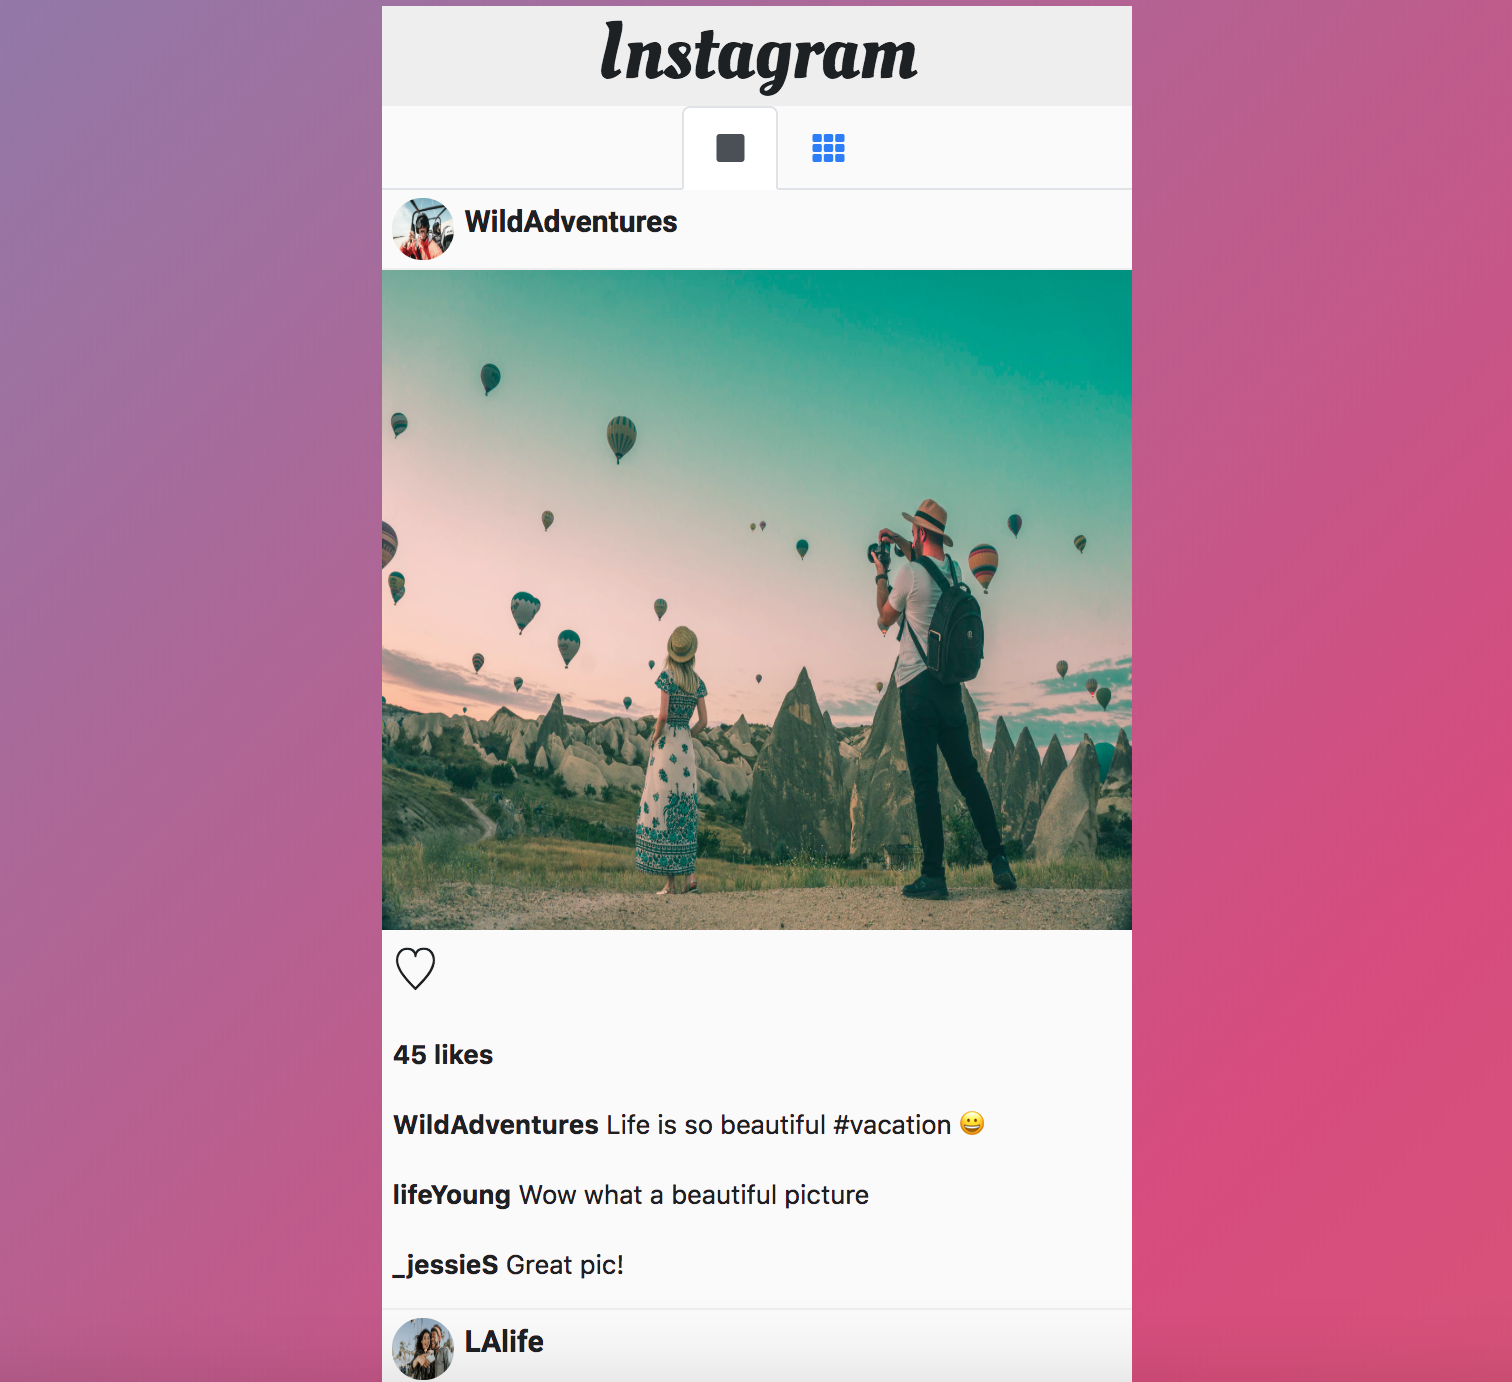 Instagram
WildAdventures
45 likes
WildAdventures Life is so beautiful #vacation 😀
lifeYoung Wow what a beautiful picture
_jessieS Great pic!
LAlife